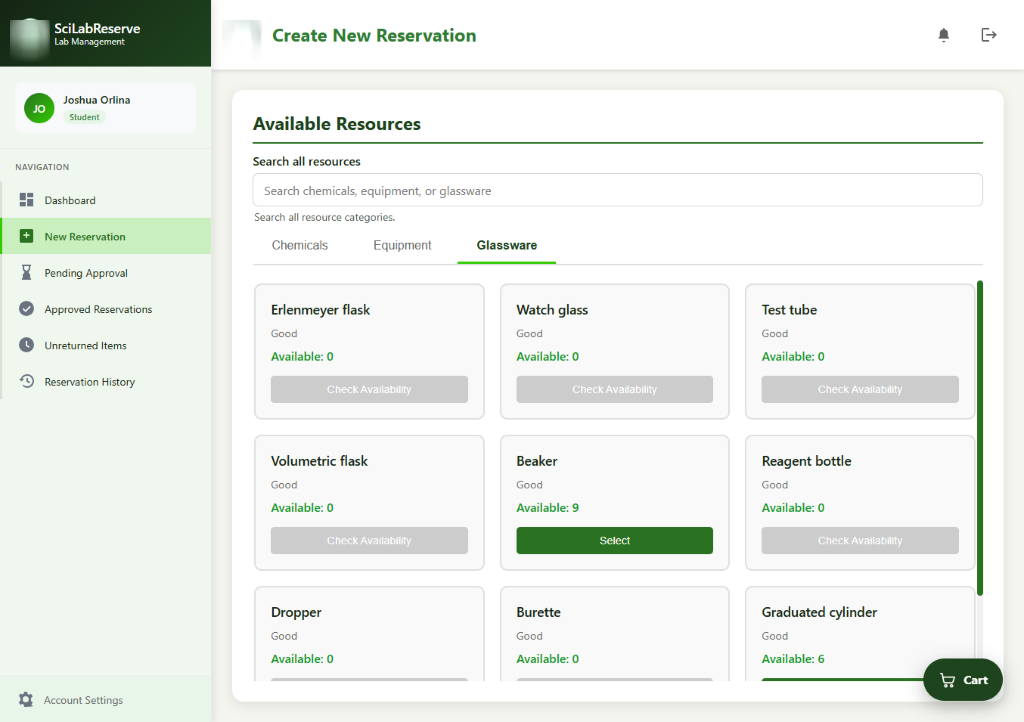 SciLabReserve
Lab Management
Create New Reservation
JO
Joshua Orlina
Student
NAVIGATION
Dashboard
New Reservation
Pending Approval
Approved Reservations
Unreturned Items
Reservation History
Account Settings
Available Resources
Search all resources
Search chemicals, equipment, or glassware
Search all resource categories.
Chemicals Equipment Glassware
Erlenmeyer flask
Good
Available: 0
Check Availability
Watch glass
Good
Available: 0
Check Availability
Test tube
Good
Available: 0
Check Availability
Volumetric flask
Good
Available: 0
Check Availability
Beaker
Good
Available: 9
Select
Reagent bottle
Good
Available: 0
Check Availability
Dropper
Good
Available: 0
Burette
Good
Available: 0
Graduated cylinder
Good
Available: 6
Cart